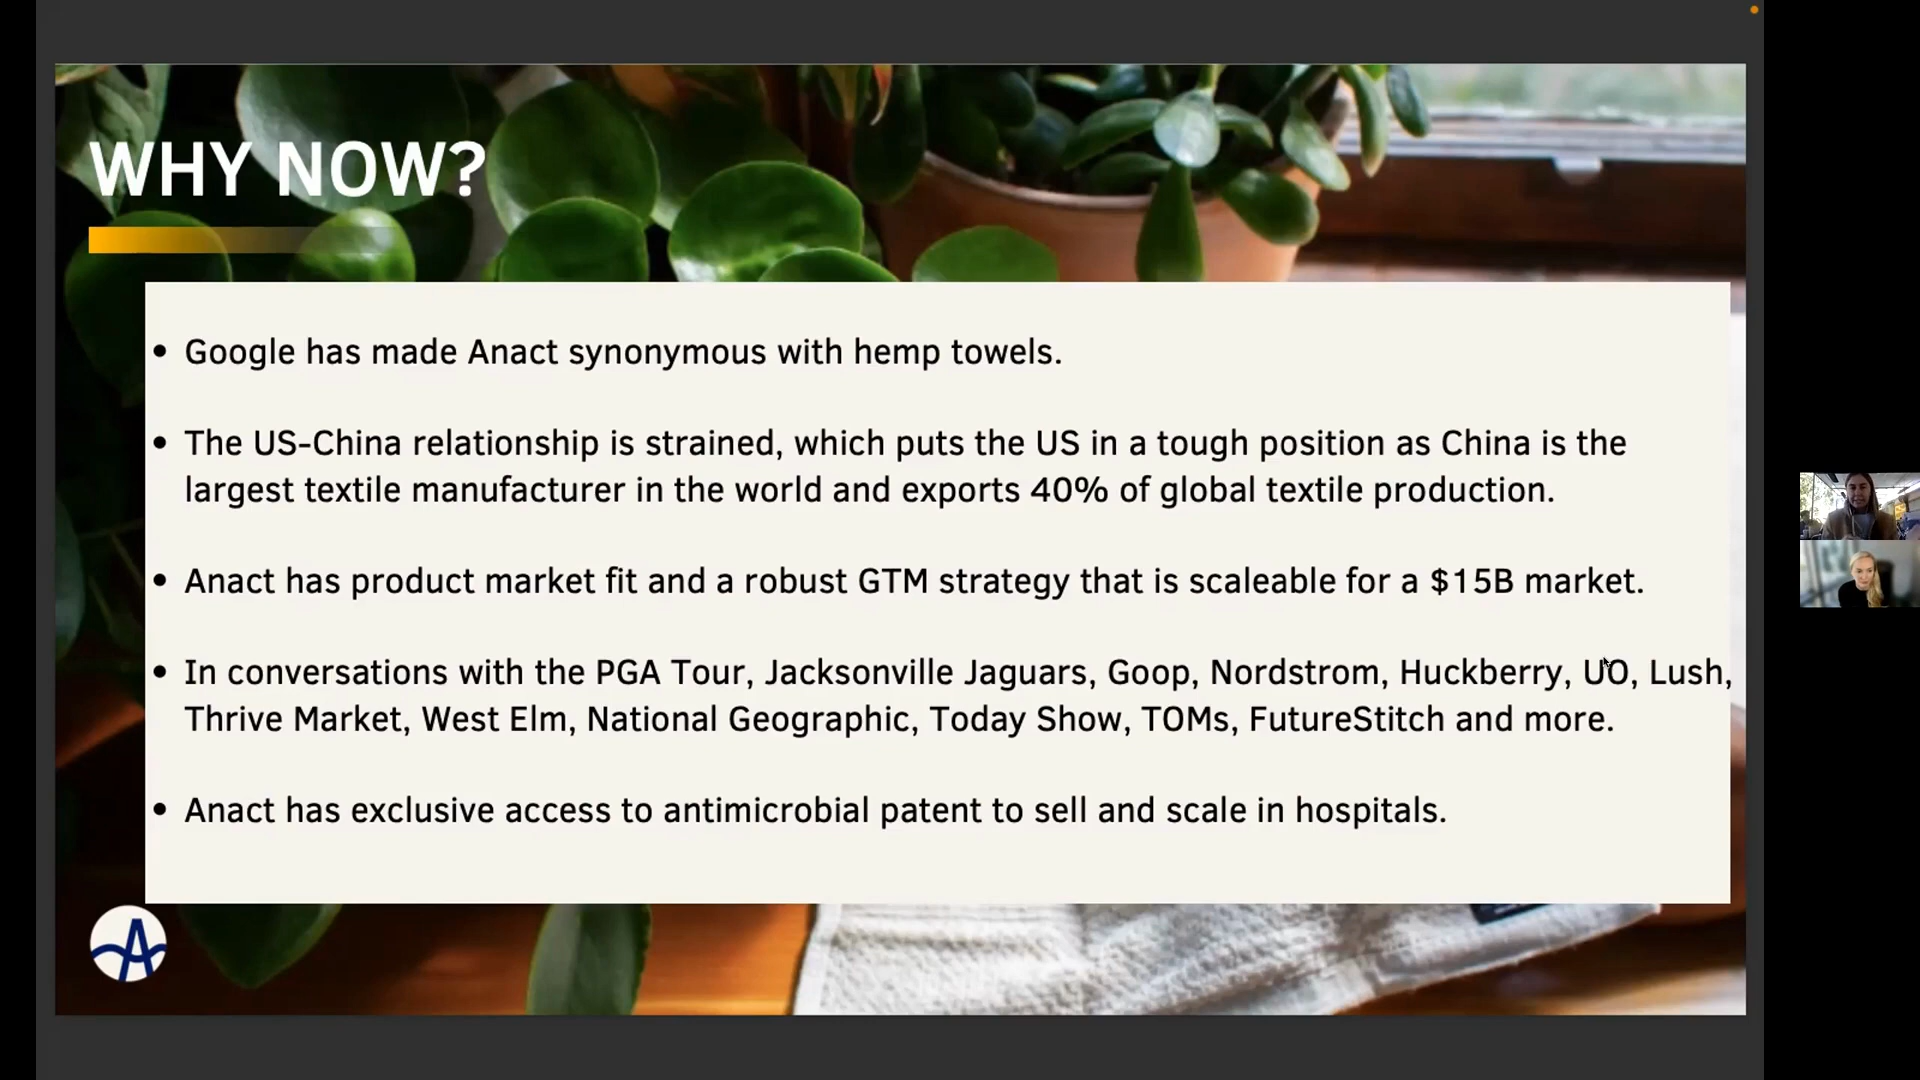 WHY NOW?
• Google has made Anact synonymous with hemp towels.
• The US-China relationship is strained, which puts the US in a tough position as China is the
largest textile manufacturer in the world and exports 40% of global textile production.
• Anact has product market fit and a robust GTM strategy that is scaleable for a $15B market.
• In conversations with the PGA Tour, Jacksonville Jaguars, Goop, Nordstrom, Huckberry, UO, Lush,
Thrive Market, West Elm, National Geographic, Today Show, TOMs, FutureStitch and more.
• Anact has exclusive access to antimicrobial patent to sell and scale in hospitals.
A